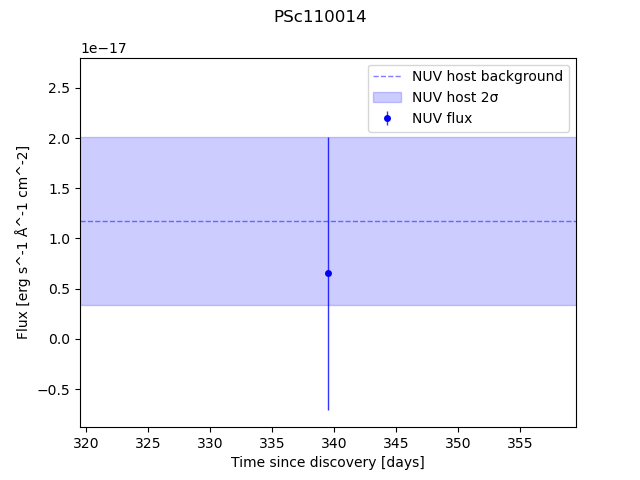 PSc110014
1e−17
NUV host background
NUV host 2σ
NUV flux
2.5
2.0
1.5
1.0
0.5
0.0
−0.5
Flux [erg s^-1 Å^-1 cm^-2]
320 325 330 335 340 345 350 355
Time since discovery [days]